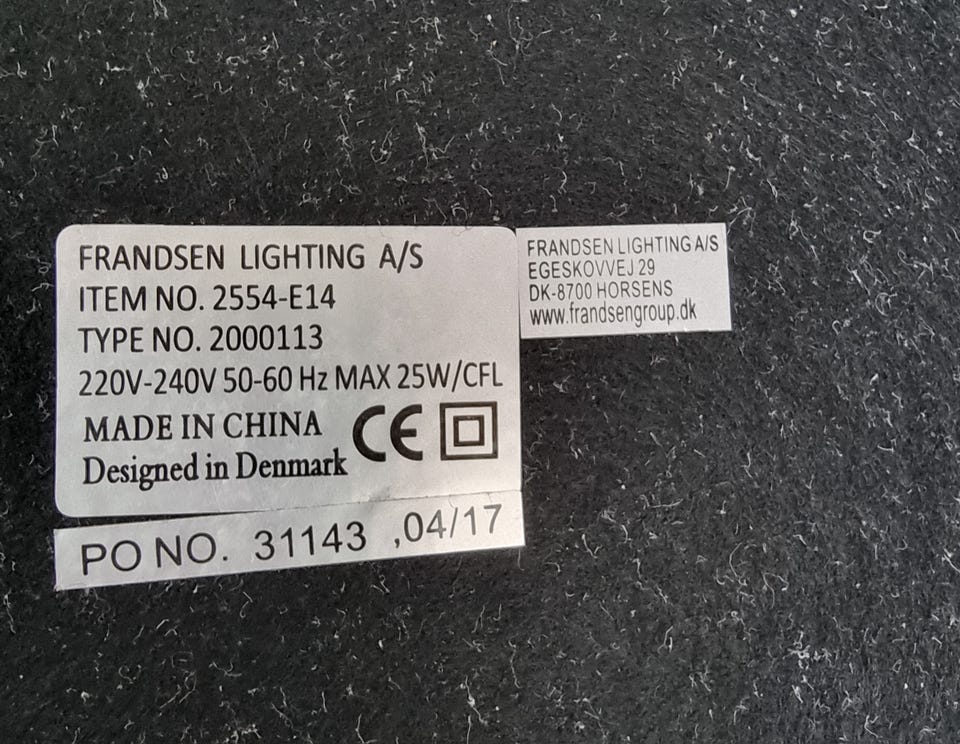 FRANDSEN LIGHTING A/S
ITEM NO. 2554-E14
TYPE NO. 2000113
220V-240V 50-60 Hz MAX 25W/CFL
MADE IN CHINA
Designed in Denmark
CE
PO NO. 31143 ,04/17
FRANDSEN LIGHTING A/S
EGESKOVVEJ 29
DK-8700 HORSENS
www.frandsengroup.dk